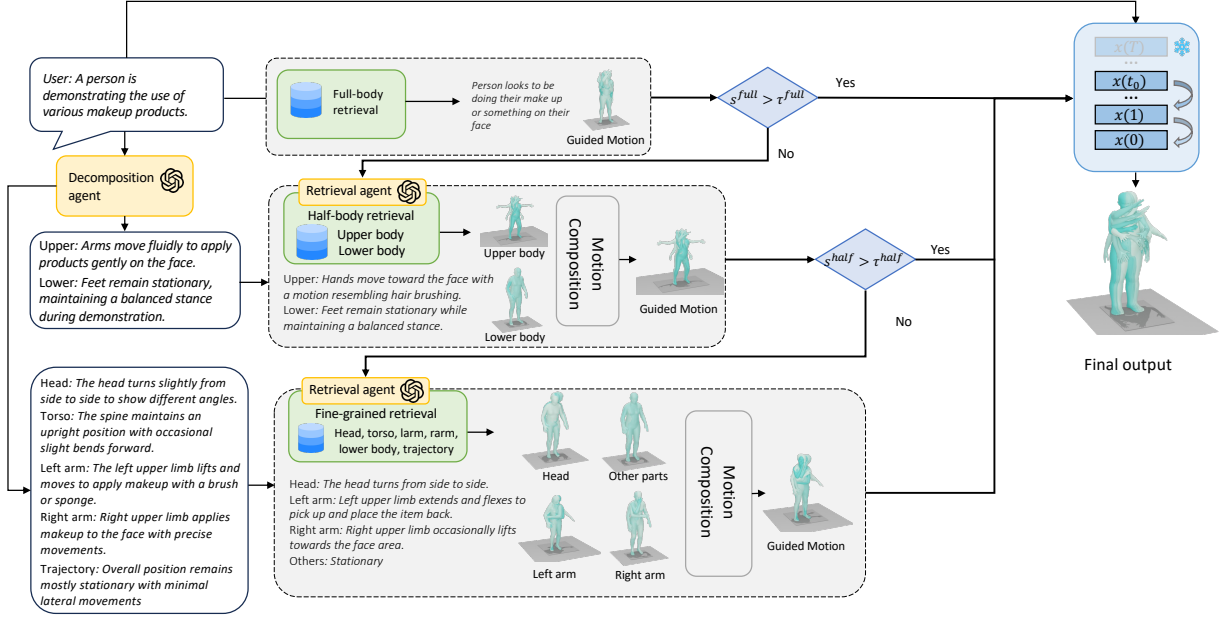 User: A person is
demonstrating the use of
various makeup products.
Full-body
retrieval
Person looks to be
doing their make up
or something on their
face
Guided Motion
s^{full} > τ^{full}
Yes
No
x(T)
...
x(t_0)
...
x(1)
x(0)
Decomposition
agent
Upper: Arms move fluidly to apply
products gently on the face.
Lower: Feet remain stationary,
maintaining a balanced stance
during demonstration.
Retrieval agent
Half-body retrieval
Upper body
Lower body
Upper: Hands move toward the face with
a motion resembling hair brushing.
Lower: Feet remain stationary while
maintaining a balanced stance.
Upper body
Lower body
Motion
Composition
Guided Motion
s^{half} > τ^{half}
Yes
No
Final output
Head: The head turns slightly from
side to side to show different angles.
Torso: The spine maintains an
upright position with occasional
slight bends forward.
Left arm: The left upper limb lifts and
moves to apply makeup with a brush
or sponge.
Right arm: Right upper limb applies
makeup to the face with precise
movements.
Trajectory: Overall position remains
mostly stationary with minimal
lateral movements
Retrieval agent
Fine-grained retrieval
Head, torso, larm, rarm,
lower body, trajectory
Head: The head turns from side to side.
Left arm: Left upper limb extends and flexes to
pick up and place the item back.
Right arm: Right upper limb occasionally lifts
towards the face area.
Others: Stationary
Head
Other parts
Left arm
Right arm
Motion
Composition
Guided Motion